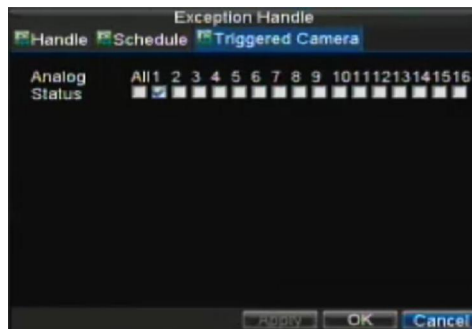 Exception Handle
Handle Schedule Triggered Camera
Analog All 1 2 3 4 5 6 7 8 9 10 11 12 13 14 15 16
Status
Apply OK Cancel